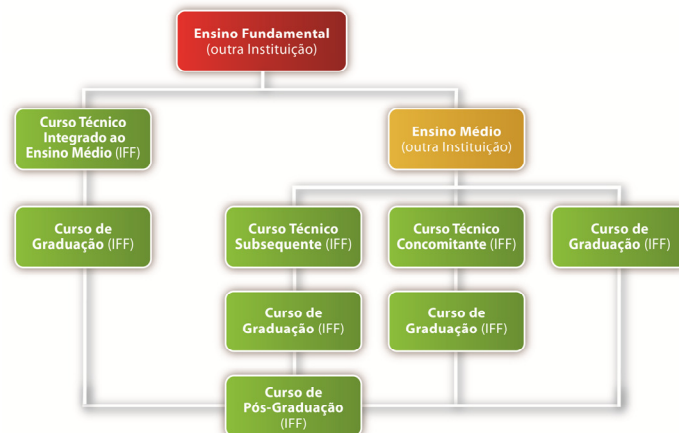 Ensino Fundamental
(outra Instituição)
Curso Técnico
Integrado ao
Ensino Médio (IFF)
Ensino Médio
(outra Instituição)
Curso de
Graduação (IFF)
Curso Técnico
Subsequente (IFF)
Curso Técnico
Concomitante (IFF)
Curso de
Graduação (IFF)
Curso de
Graduação (IFF)
Curso de
Graduação (IFF)
Curso de
Pós-Graduação
(IFF)